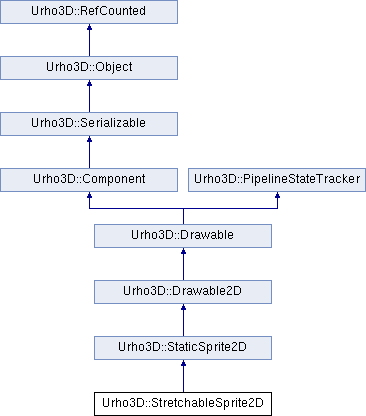 Urho3D::RefCounted
Urho3D::Object
Urho3D::Serializable
Urho3D::Component
Urho3D::PipelineStateTracker
Urho3D::Drawable
Urho3D::Drawable2D
Urho3D::StaticSprite2D
Urho3D::StretchableSprite2D